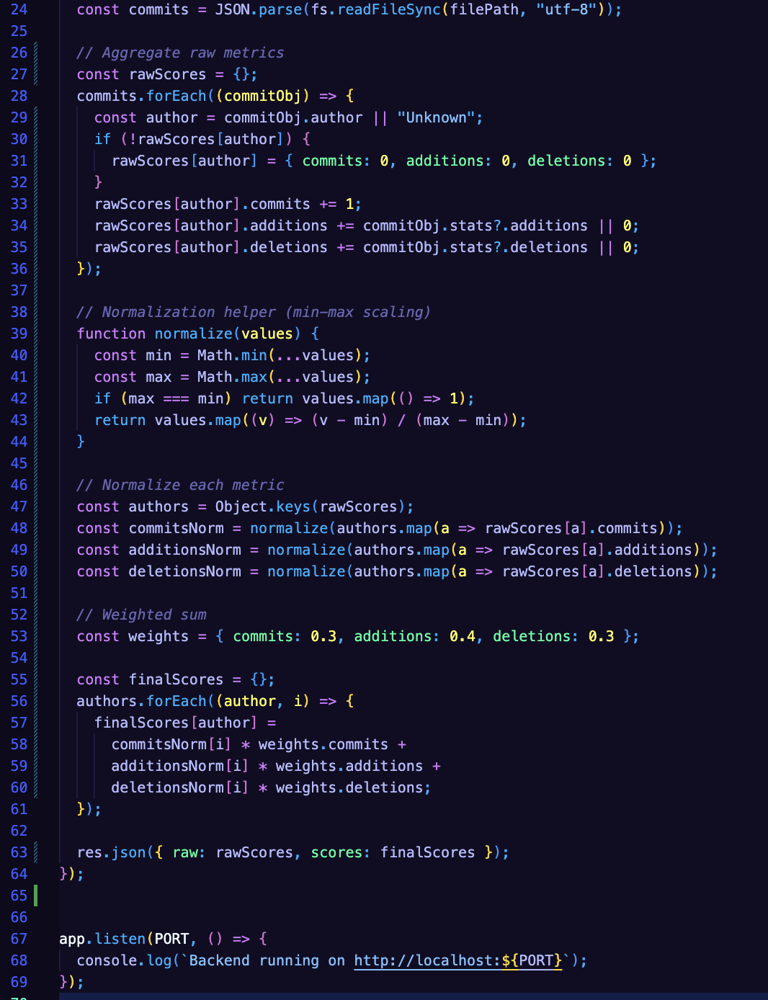 24 const commits = JSON.parse(fs.readFileSync(filePath, "utf-8"));
25
26 // Aggregate raw metrics
27 const rawScores = {};
28 commits.forEach((commitObj) => {
29 const author = commitObj.author || "Unknown";
30 if (!rawScores[author]) {
31 rawScores[author] = { commits: 0, additions: 0, deletions: 0 };
32 }
33 rawScores[author].commits += 1;
34 rawScores[author].additions += commitObj.stats?.additions || 0;
35 rawScores[author].deletions += commitObj.stats?.deletions || 0;
36 });
37
38 // Normalization helper (min-max scaling)
39 function normalize(values) {
40 const min = Math.min(...values);
41 const max = Math.max(...values);
42 if (max === min) return values.map(() => 1);
43 return values.map((v) => (v - min) / (max - min));
44 }
45
46 // Normalize each metric
47 const authors = Object.keys(rawScores);
48 const commitsNorm = normalize(authors.map(a => rawScores[a].commits));
49 const additionsNorm = normalize(authors.map(a => rawScores[a].additions));
50 const deletionsNorm = normalize(authors.map(a => rawScores[a].deletions));
51
52 // Weighted sum
53 const weights = { commits: 0.3, additions: 0.4, deletions: 0.3 };
54
55 const finalScores = {};
56 authors.forEach((author, i) => {
57 finalScores[author] =
58 commitsNorm[i] * weights.commits +
59 additionsNorm[i] * weights.additions +
60 deletionsNorm[i] * weights.deletions;
61 });
62
63 res.json({ raw: rawScores, scores: finalScores });
64 });
65
66
67 app.listen(PORT, () => {
68 console.log(`Backend running on http://localhost:${PORT}`);
69 });